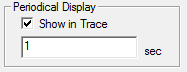 Periodical Display
Show in Trace
1 sec